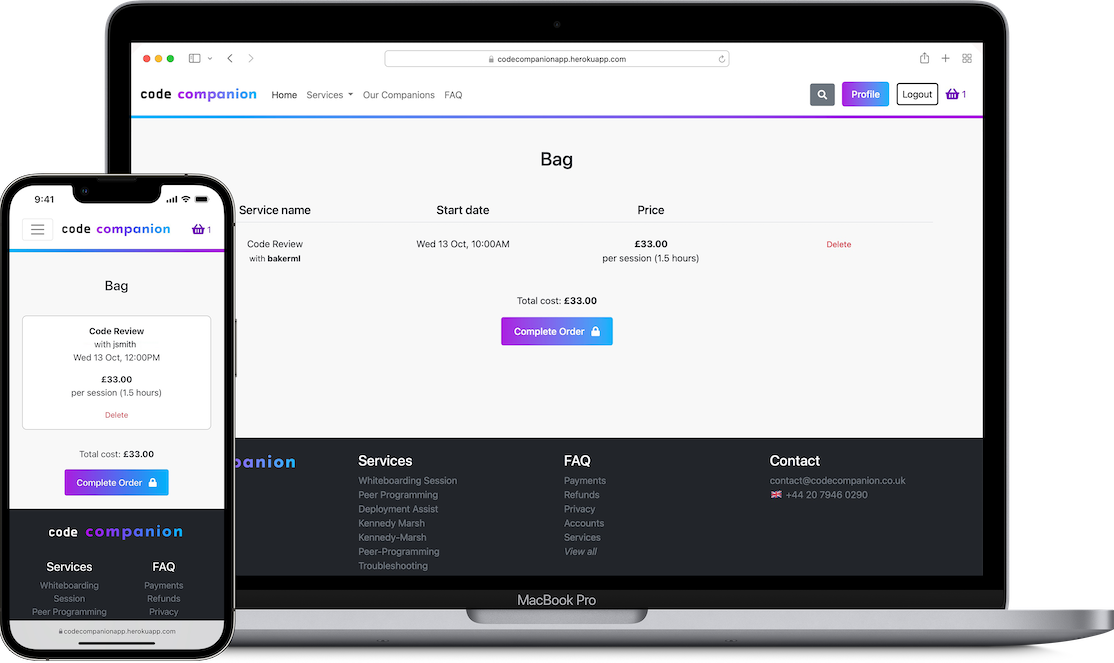 codecompanionapp.herokuapp.com
code companion Home Services Our Companions FAQ Profile Logout 1
Bag
Service name Start date Price
Code Review Wed 13 Oct, 10:00AM £33.00 Delete
with bakerml per session (1.5 hours)
Total cost: £33.00
Complete Order
panion
Services
Whiteboarding Session
Peer Programming
Deployment Assist
Kennedy Marsh
Kennedy-Marsh
Peer-Programming
Troubleshooting
FAQ
Payments
Refunds
Privacy
Accounts
Services
View all
Contact
contact@codecompanion.co.uk
+44 20 7946 0290
MacBook Pro
9:41
code companion 1
Bag
Code Review
with jsmith
Wed 13 Oct, 12:00PM
£33.00
per session (1.5 hours)
Delete
Total cost: £33.00
Complete Order
code companion
Services
Whiteboarding
Session
Peer Programming
FAQ
Payments
Refunds
Privacy
codecompanionapp.herokuapp.com